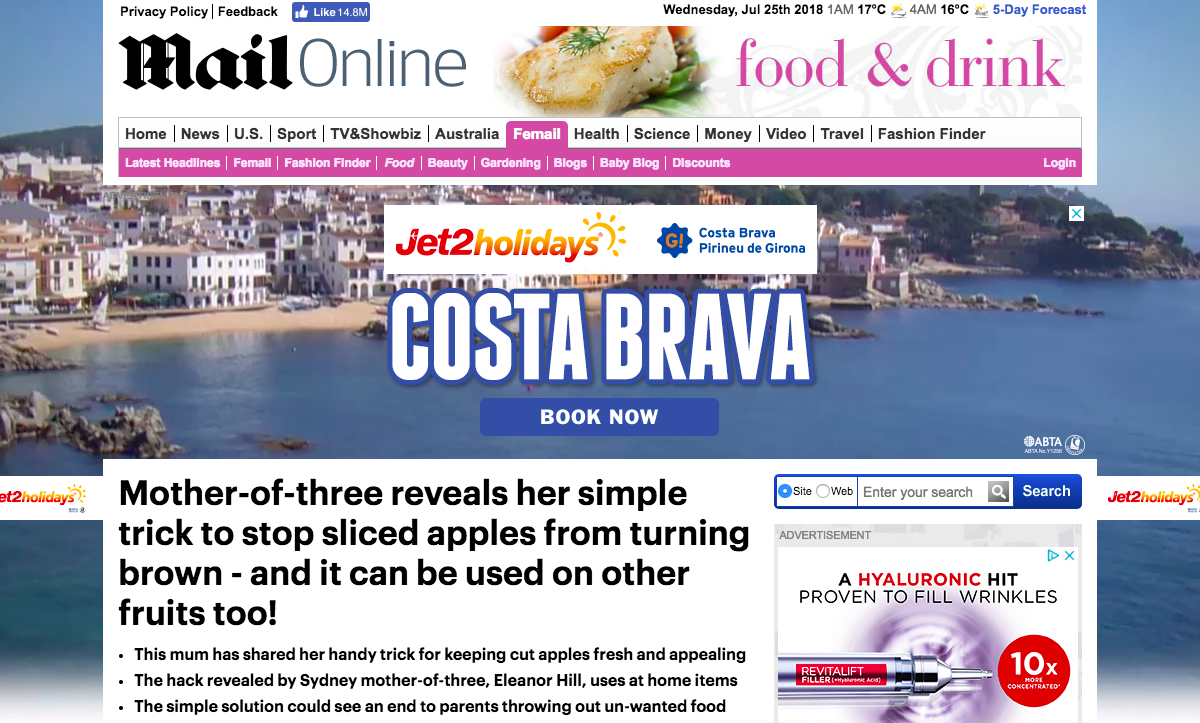 Privacy Policy | Feedback
Like 14.8M
Wednesday, Jul 25th 2018 1AM 17°C 4AM 16°C 5-Day Forecast
Mail Online
food & drink
Home | News | U.S. | Sport | TV&Showbiz | Australia | Femail | Health | Science | Money | Video | Travel | Fashion Finder
Latest Headlines | Femail | Fashion Finder | Food | Beauty | Gardening | Blogs | Baby Blog | Discounts
Login
Jet2holidays
G!
Costa Brava
Pirineu de Girona
COSTA BRAVA
BOOK NOW
ABTA
ABTA No.Y1256
et2holidays
Jet2holidays
Mother-of-three reveals her simple
trick to stop sliced apples from turning
brown - and it can be used on other
fruits too!
• This mum has shared her handy trick for keeping cut apples fresh and appealing
• The hack revealed by Sydney mother-of-three, Eleanor Hill, uses at home items
• The simple solution could see an end to parents throwing out un-wanted food
Site Web Enter your search Search
ADVERTISEMENT
A HYALURONIC HIT
PROVEN TO FILL WRINKLES
REVITALIFT
FILLER [+Hyaluronic Acid]
10x
MORE
CONCENTRATED*